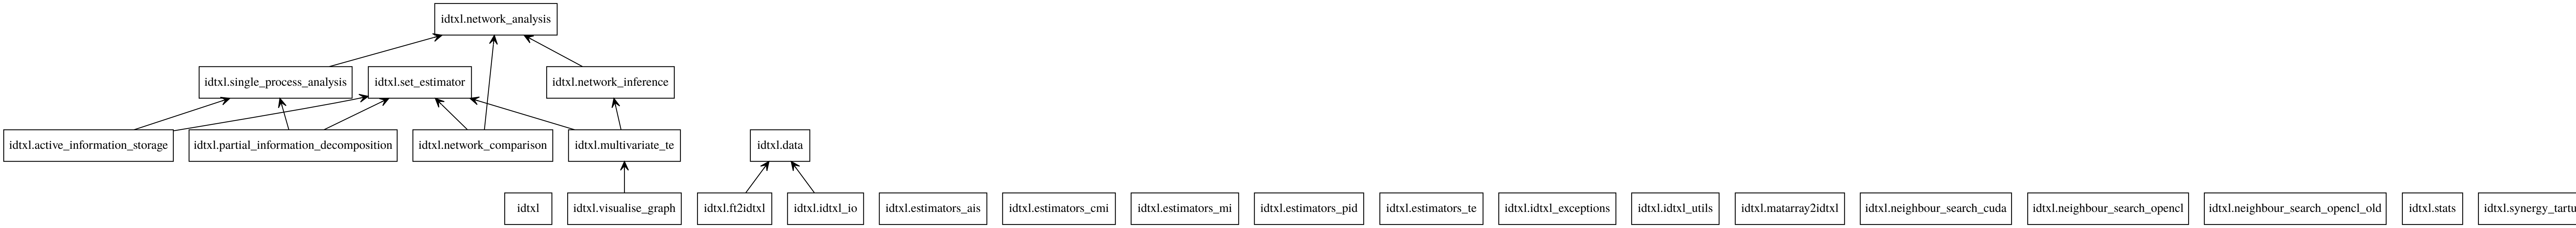 idtxl.network_analysis
idtxl.single_process_analysis
idtxl.set_estimator
idtxl.network_inference
idtxl.active_information_storage
idtxl.partial_information_decomposition
idtxl.network_comparison
idtxl.multivariate_te
idtxl.data
idtxl
idtxl.visualise_graph
idtxl.ft2idtxl
idtxl.idtxl_io
idtxl.estimators_ais
idtxl.estimators_cmi
idtxl.estimators_mi
idtxl.estimators_pid
idtxl.estimators_te
idtxl.idtxl_exceptions
idtxl.idtxl_utils
idtxl.matarray2idtxl
idtxl.neighbour_search_cuda
idtxl.neighbour_search_opencl
idtxl.neighbour_search_opencl_old
idtxl.stats
idtxl.synergy_tartu